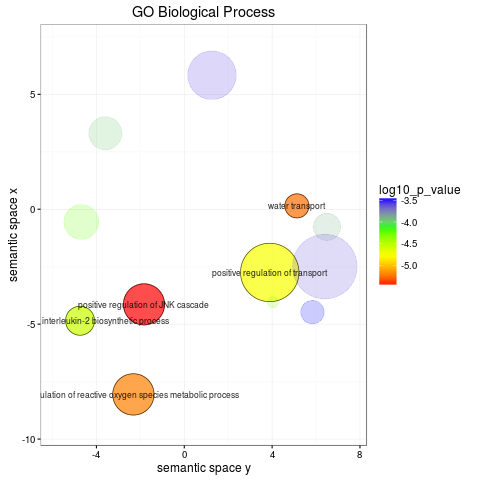 GO Biological Process
log10_p_value
-3.5
-4.0
-4.5
-5.0
5
0
-5
-10
water transport
positive regulation of transport
positive regulation of JNK cascade
interleukin-2 biosynthetic process
ulation of reactive oxygen species metabolic process
-4
0
4
8
semantic space y
semantic space x